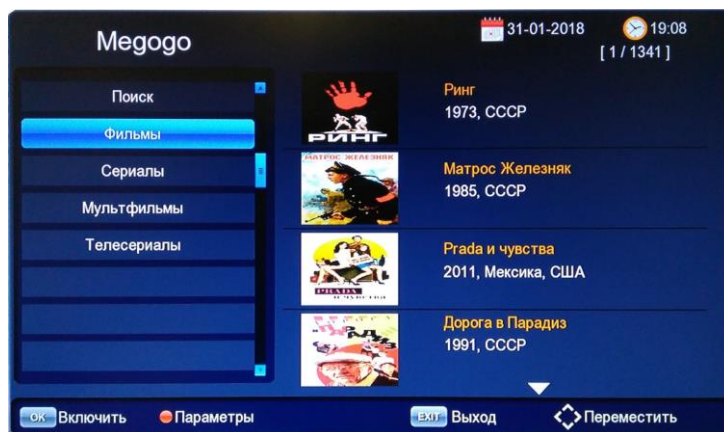 Megogo
31-01-2018
19:08
[ 1 / 1341 ]
Поиск
Фильмы
Сериалы
Мультфильмы
Телесериалы
РИНГ
Ринг
1973, СССР
МАТРОС ЖЕЛЕЗНЯК
Матрос Железняк
1985, СССР
PRADA
И ЧУВСТВА
Prada и чувства
2011, Мексика, США
Дорога в Парадиз
1991, СССР
OK Включить
Параметры
EXIT Выход
Переместить